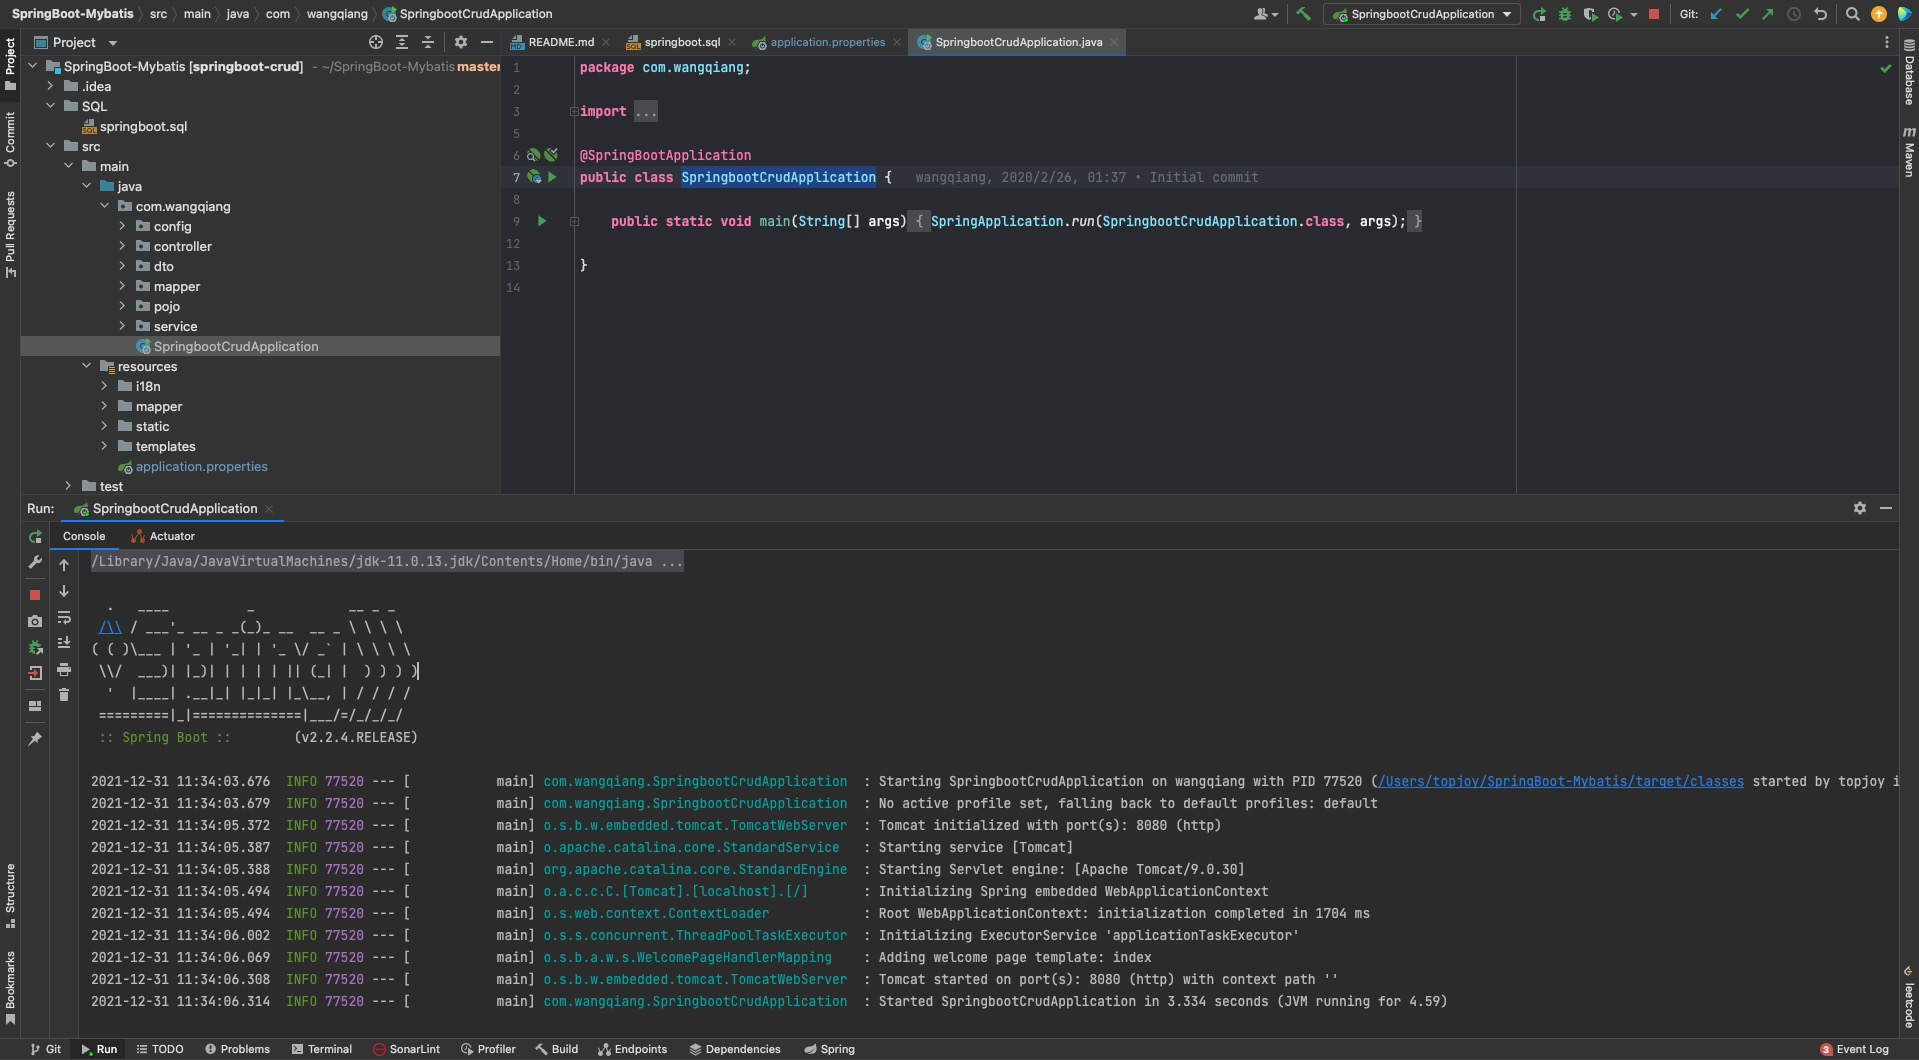 SpringBoot-Mybatis src main java com wangqiang SpringbootCrudApplication
SpringbootCrudApplication
Git:
Project
README.md springboot.sql application.properties SpringbootCrudApplication.java
Project
Commit
Pull Requests
Structure
Bookmarks
SpringBoot-Mybatis [springboot-crud] - ~/SpringBoot-Mybatis master
.idea
SQL
springboot.sql
src
main
java
com.wangqiang
config
controller
dto
mapper
pojo
service
SpringbootCrudApplication
resources
i18n
mapper
static
templates
application.properties
test
1 package com.wangqiang;
2
3 import ...
5
6 @SpringBootApplication
7 public class SpringbootCrudApplication { wangqiang, 2020/2/26, 01:37 • Initial commit
8
9 public static void main(String[] args) { SpringApplication.run(SpringbootCrudApplication.class, args); }
12
13 }
14
Database
Maven
leetcode
Run: SpringbootCrudApplication
Console Actuator
/Library/Java/JavaVirtualMachines/jdk-11.0.13.jdk/Contents/Home/bin/java ...
  .   ____          _            __ _ _
 /\\ / ___'_ __ _ _(_)_ __  __ _ \ \ \ \
( ( )\___ | '_ | '_| | '_ \/ _` | \ \ \ \
 \\/  ___)| |_)| | | | | || (_| |  ) ) ) )
  '  |____| .__|_| |_|_| |_\__, | / / / /
 =========|_|==============|___/=/_/_/_/
 :: Spring Boot ::        (v2.2.4.RELEASE)
2021-12-31 11:34:03.676 INFO 77520 --- [ main] com.wangqiang.SpringbootCrudApplication : Starting SpringbootCrudApplication on wangqiang with PID 77520 (/Users/topjoy/SpringBoot-Mybatis/target/classes started by topjoy i
2021-12-31 11:34:03.679 INFO 77520 --- [ main] com.wangqiang.SpringbootCrudApplication : No active profile set, falling back to default profiles: default
2021-12-31 11:34:05.372 INFO 77520 --- [ main] o.s.b.w.embedded.tomcat.TomcatWebServer : Tomcat initialized with port(s): 8080 (http)
2021-12-31 11:34:05.387 INFO 77520 --- [ main] o.apache.catalina.core.StandardService : Starting service [Tomcat]
2021-12-31 11:34:05.388 INFO 77520 --- [ main] org.apache.catalina.core.StandardEngine : Starting Servlet engine: [Apache Tomcat/9.0.30]
2021-12-31 11:34:05.494 INFO 77520 --- [ main] o.a.c.c.C.[Tomcat].[localhost].[/] : Initializing Spring embedded WebApplicationContext
2021-12-31 11:34:05.494 INFO 77520 --- [ main] o.s.web.context.ContextLoader : Root WebApplicationContext: initialization completed in 1704 ms
2021-12-31 11:34:06.002 INFO 77520 --- [ main] o.s.s.concurrent.ThreadPoolTaskExecutor : Initializing ExecutorService 'applicationTaskExecutor'
2021-12-31 11:34:06.069 INFO 77520 --- [ main] o.s.b.a.w.s.WelcomePageHandlerMapping : Adding welcome page template: index
2021-12-31 11:34:06.308 INFO 77520 --- [ main] o.s.b.w.embedded.tomcat.TomcatWebServer : Tomcat started on port(s): 8080 (http) with context path ''
2021-12-31 11:34:06.314 INFO 77520 --- [ main] com.wangqiang.SpringbootCrudApplication : Started SpringbootCrudApplication in 3.334 seconds (JVM running for 4.59)
Git Run TODO Problems Terminal SonarLint Profiler Build Endpoints Dependencies Spring 3 Event Log